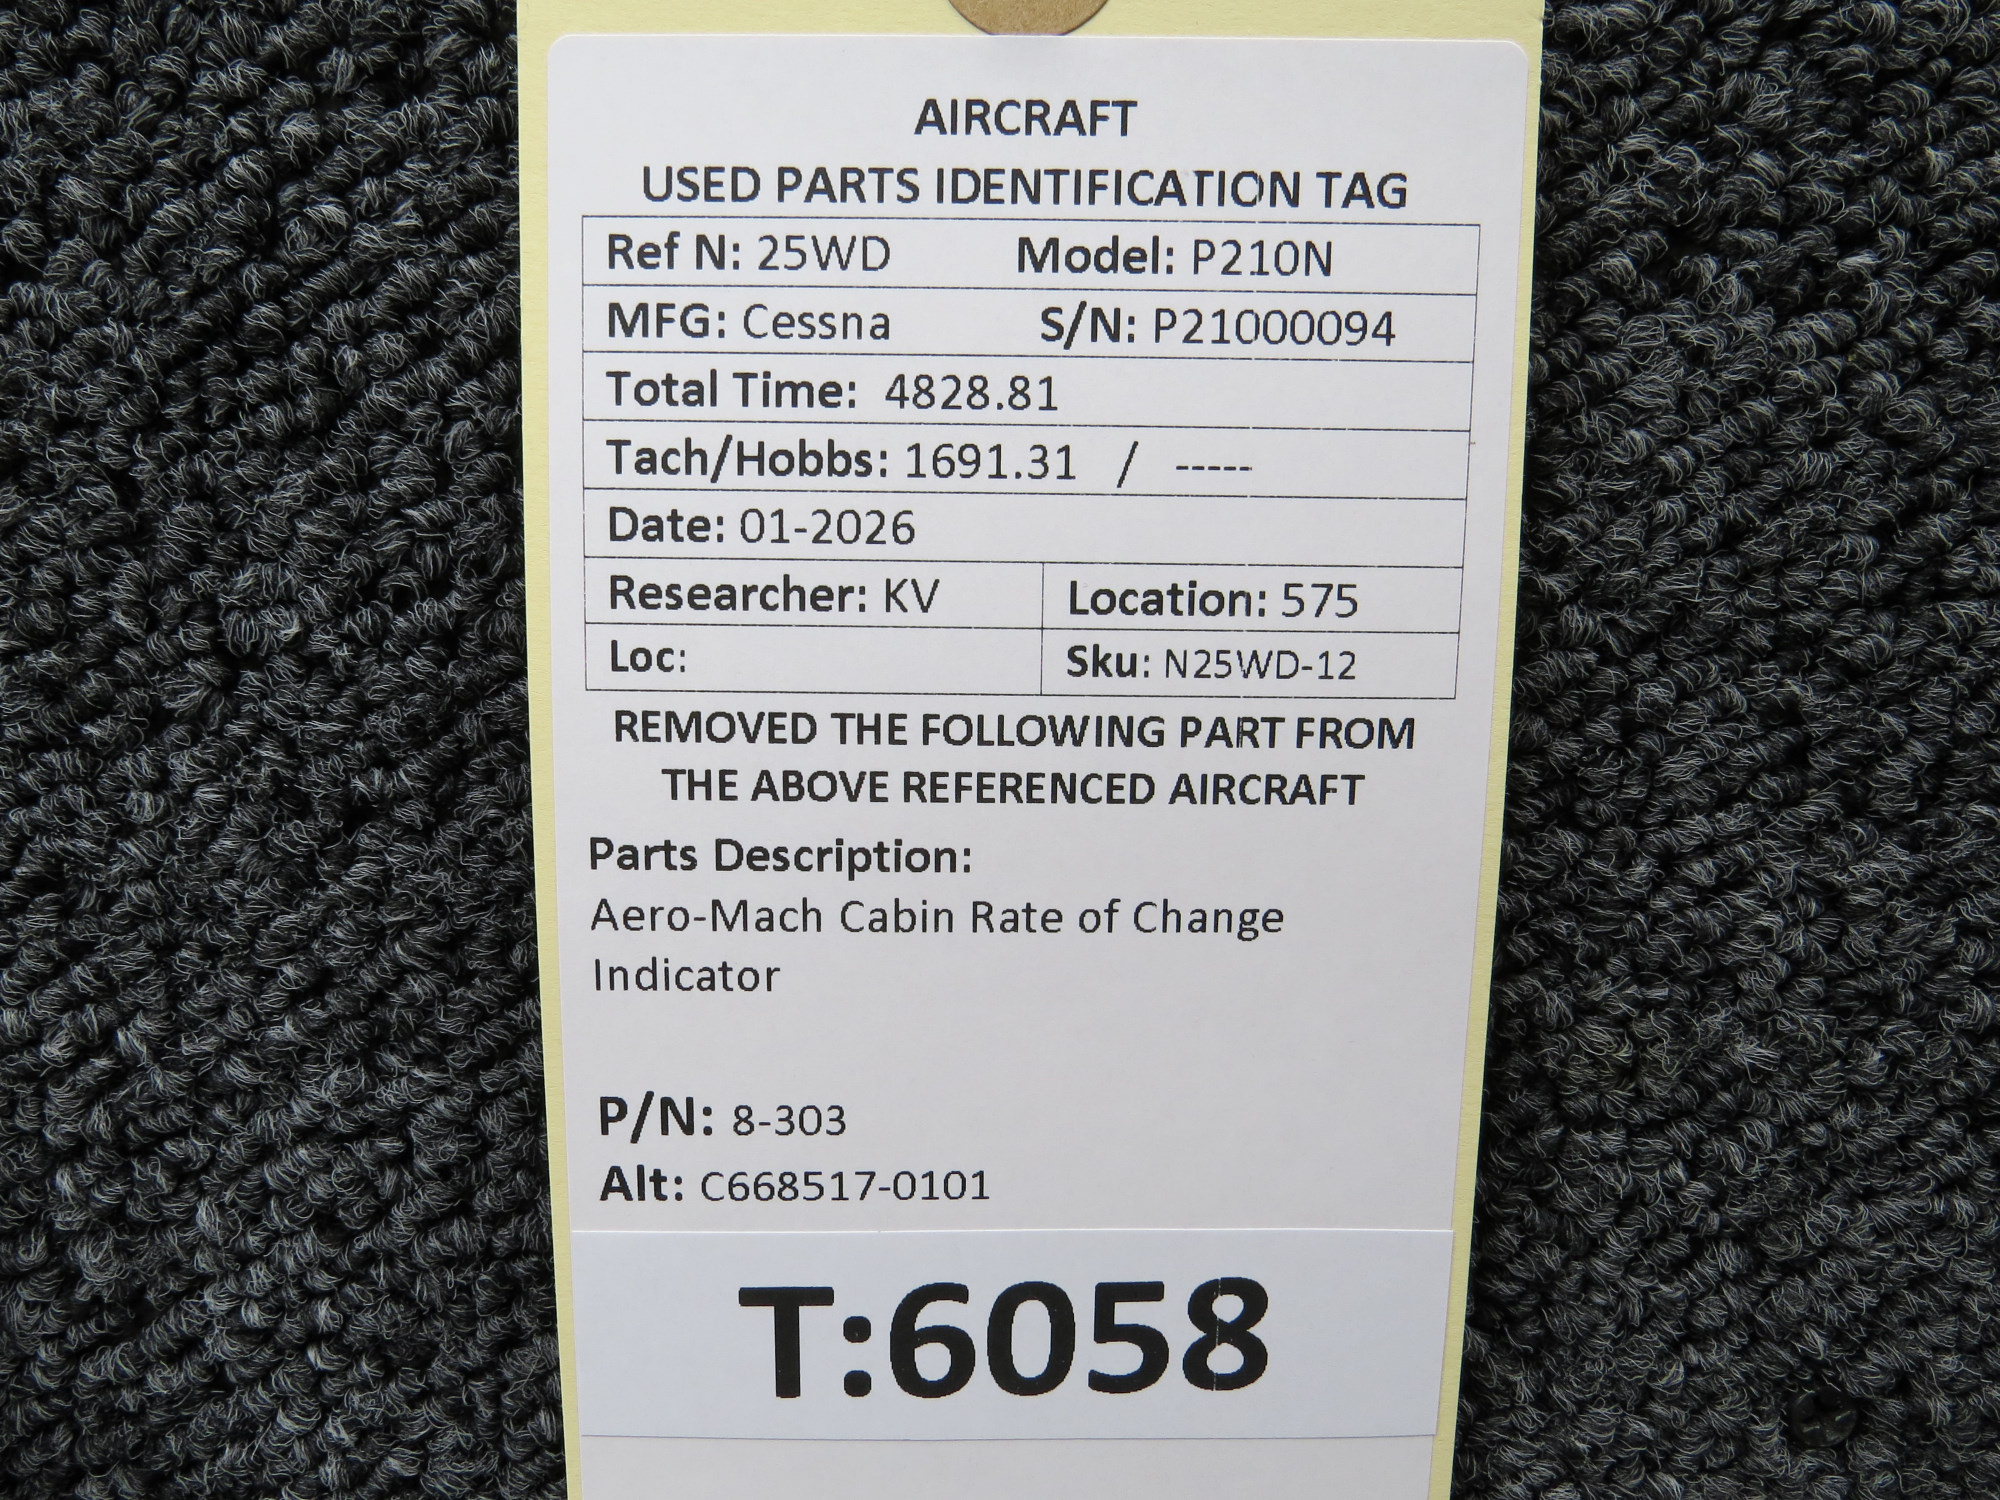 AIRCRAFT
USED PARTS IDENTIFICATION TAG
Ref N: 25WD Model: P210N
MFG: Cessna S/N: P21000094
Total Time: 4828.81
Tach/Hobbs: 1691.31 / -----
Date: 01-2026
Researcher: KV Location: 575
Loc: Sku: N25WD-12
REMOVED THE FOLLOWING PART FROM
THE ABOVE REFERENCED AIRCRAFT
Parts Description:
Aero-Mach Cabin Rate of Change
Indicator
P/N: 8-303
Alt: C668517-0101
T:6058